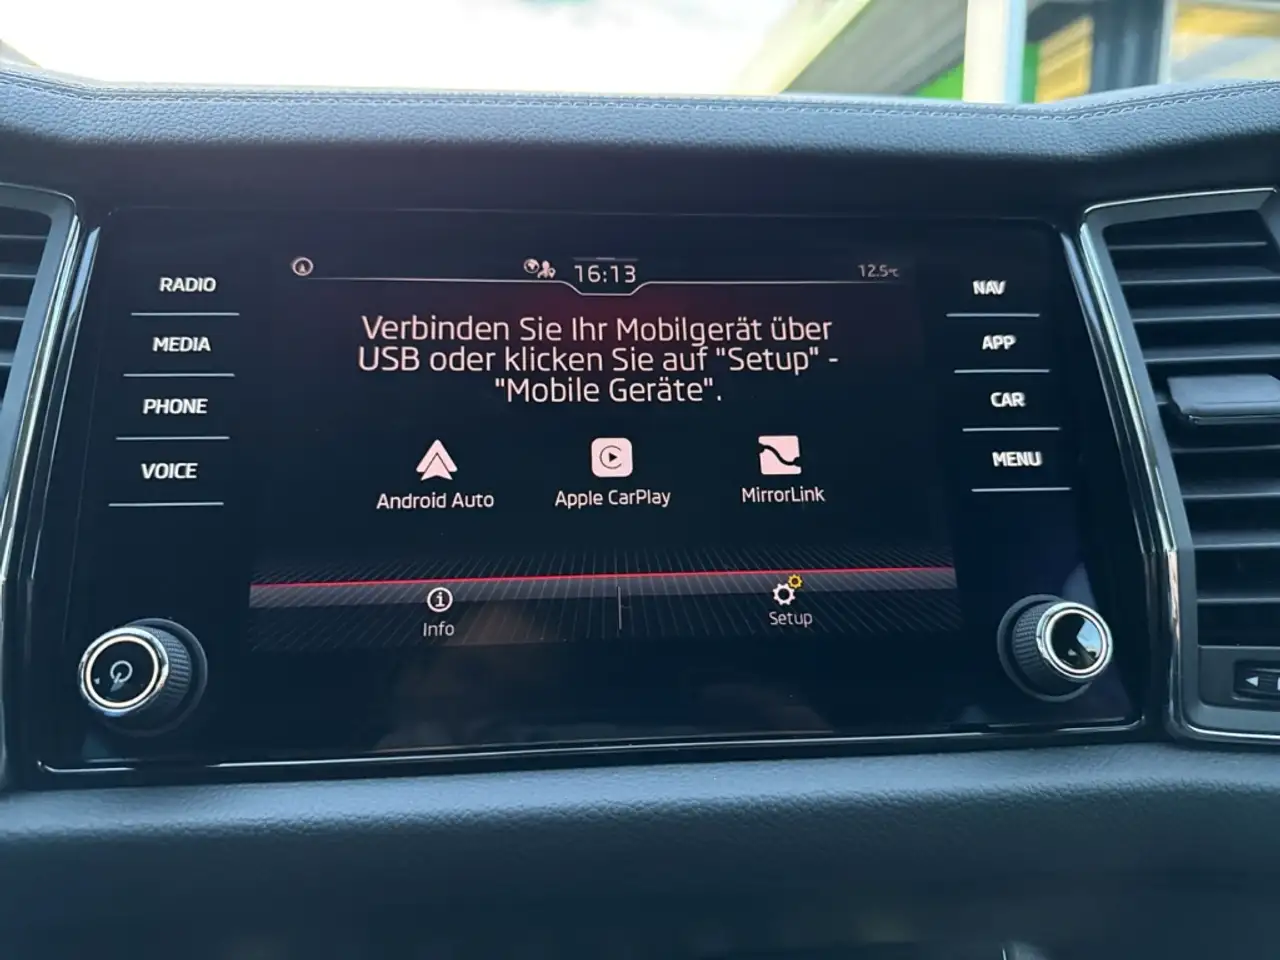 16:13
12.5°C
RADIO
MEDIA
PHONE
VOICE
Verbinden Sie Ihr Mobilgerät über
USB oder klicken Sie auf "Setup" -
"Mobile Geräte".
Android Auto
Apple CarPlay
MirrorLink
Info
Setup
NAV
APP
CAR
MENU